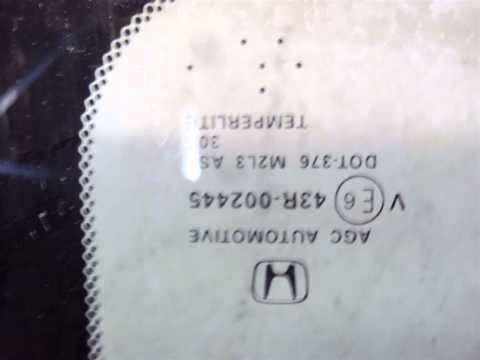 AGC AUTOMOTIVE
E6 43R-002445
V
DOT-376 M2L3 AS
30
TEMPERLITE